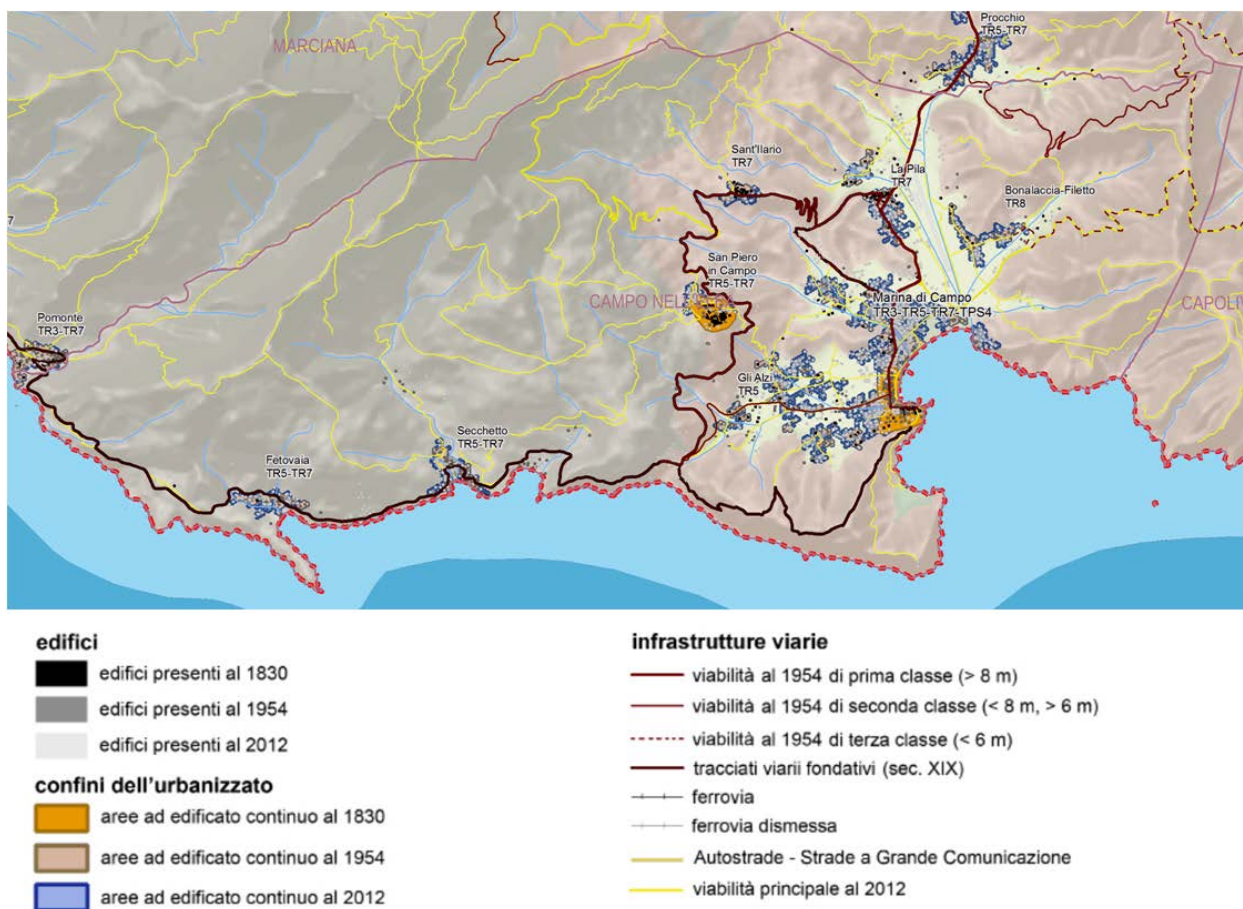 Procchio
TR5-TR7
MARCIANA
Sant'Ilario
TR7
La Pila
TR7
Bonalaccia-Filetto
TR8
San Piero
in Campo
TR5-TR7
CAMPO NELL'ELBA
Marina di Campo
TR3-TR5-TR7-TPS4
CAPOLIV
Pomonte
TR3-TR7
Gli Alzi
TR5
Secchetto
TR5-TR7
Fetovaia
TR5-TR7
edifici
edifici presenti al 1830
edifici presenti al 1954
edifici presenti al 2012
confini dell'urbanizzato
aree ad edificato continuo al 1830
aree ad edificato continuo al 1954
aree ad edificato continuo al 2012
infrastrutture viarie
viabilità al 1954 di prima classe (> 8 m)
viabilità al 1954 di seconda classe (< 8 m, > 6 m)
viabilità al 1954 di terza classe (< 6 m)
tracciati viarii fondativi (sec. XIX)
ferrovia
ferrovia dismessa
Autostrade - Strade a Grande Comunicazione
viabilità principale al 2012